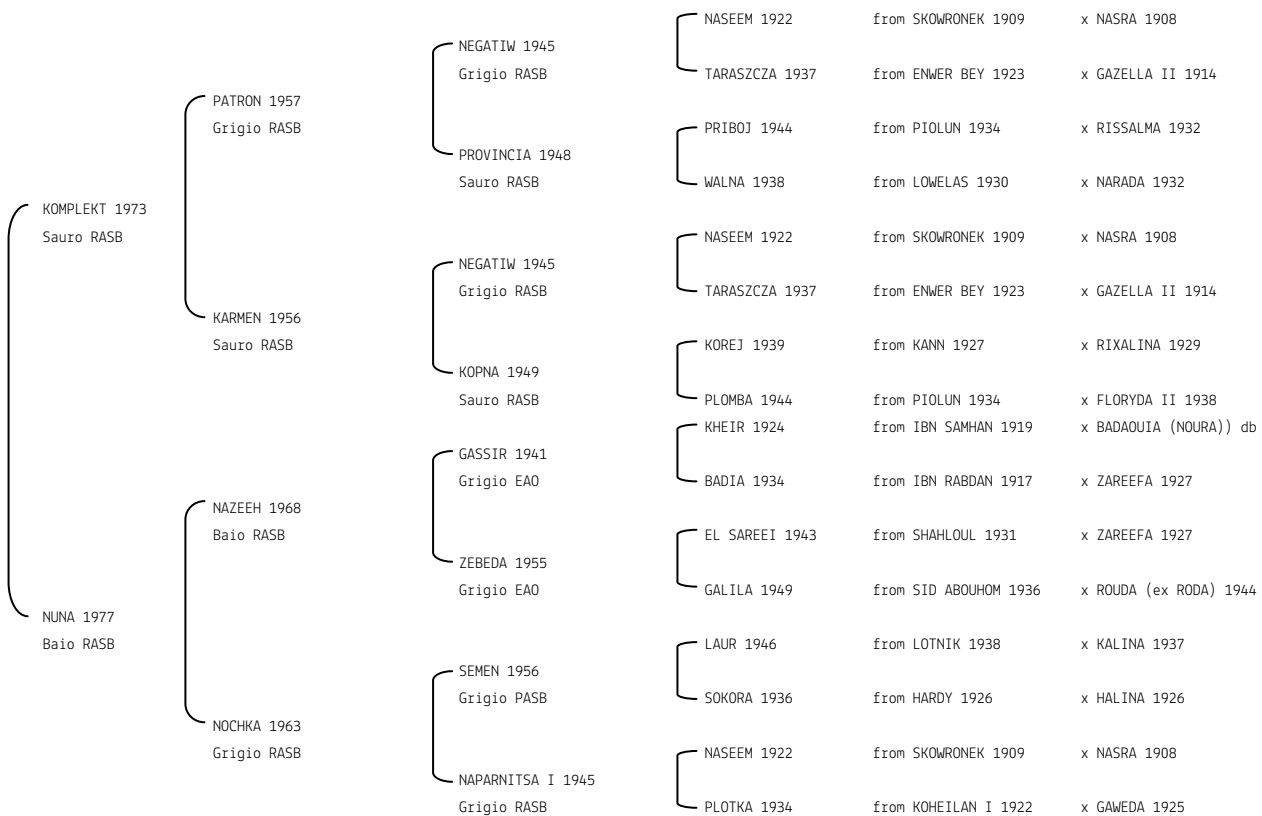 NASEEM 1922 from SKOWRONEK 1909 x NASRA 1908
NEGATIW 1945
Grigio RASB
TARASZCZA 1937 from ENWER BEY 1923 x GAZELLA II 1914
PATRON 1957
Grigio RASB
PRIBOJ 1944 from PIOLUN 1934 x RISSALMA 1932
PROVINCIA 1948
Sauro RASB
WALNA 1938 from LOWELAS 1930 x NARADA 1932
KOMPLEKT 1973
Sauro RASB
NASEEM 1922 from SKOWRONEK 1909 x NASRA 1908
NEGATIW 1945
Grigio RASB
TARASZCZA 1937 from ENWER BEY 1923 x GAZELLA II 1914
KARMEN 1956
Sauro RASB
KOREJ 1939 from KANN 1927 x RIXALINA 1929
KOPNA 1949
Sauro RASB
PLOMBA 1944 from PIOLUN 1934 x FLORYDA II 1938
KHEIR 1924 from IBN SAMHAN 1919 x BADAOUIA (NOURA)) db
GASSIR 1941
Grigio EAO
BADIA 1934 from IBN RABDAN 1917 x ZAREEFA 1927
NAZEEH 1968
Baio RASB
EL SAREEI 1943 from SHAHLOUL 1931 x ZAREEFA 1927
ZEBEDA 1955
Grigio EAO
GALILA 1949 from SID ABOUHOM 1936 x ROUDA (ex RODA) 1944
NUNA 1977
Baio RASB
LAUR 1946 from LOTNIK 1938 x KALINA 1937
SEMEN 1956
Grigio PASB
SOKORA 1936 from HARDY 1926 x HALINA 1926
NOCHKA 1963
Grigio RASB
NASEEM 1922 from SKOWRONEK 1909 x NASRA 1908
NAPARNITSA I 1945
Grigio RASB
PLOTKA 1934 from KOHEILAN I 1922 x GAWEDA 1925